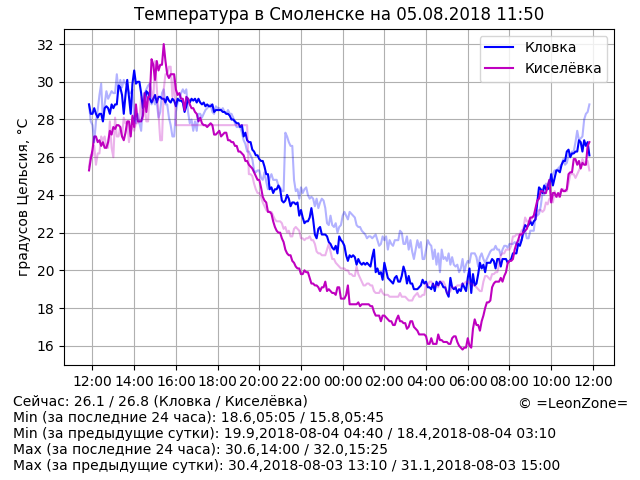 Температура в Смоленске на 05.08.2018 11:50
градусов Цельсия, °C
32
30
28
26
24
22
20
18
16
Кловка
Киселёвка
12:00 14:00 16:00 18:00 20:00 22:00 00:00 02:00 04:00 06:00 08:00 10:00 12:00
Сейчас: 26.1 / 26.8 (Кловка / Киселёвка)
© =LeonZone=
Min (за последние 24 часа): 18.6,05:05 / 15.8,05:45
Min (за предыдущие сутки): 19.9,2018-08-04 04:40 / 18.4,2018-08-04 03:10
Max (за последние 24 часа): 30.6,14:00 / 32.0,15:25
Max (за предыдущие сутки): 30.4,2018-08-03 13:10 / 31.1,2018-08-03 15:00